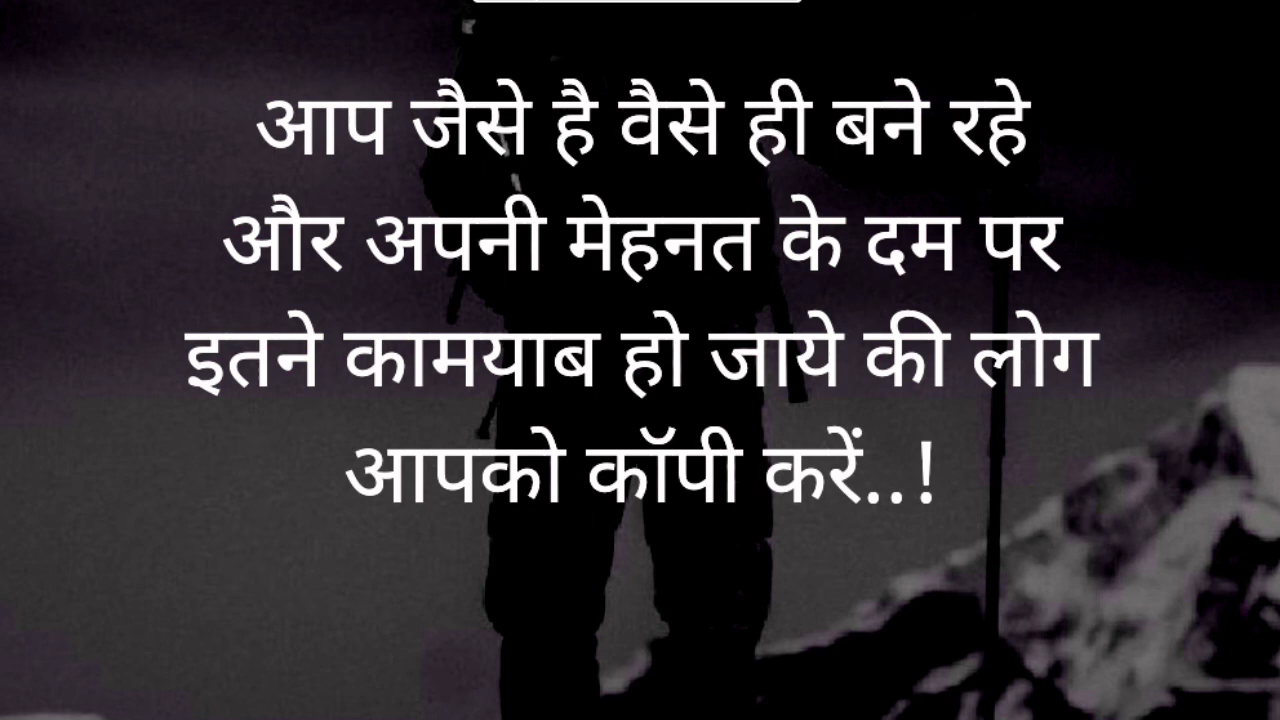 आप जैसे है वैसे ही बने रहे
और अपनी मेहनत के दम पर
इतने कामयाब हो जाये की लोग
आपको कॉपी करें..!